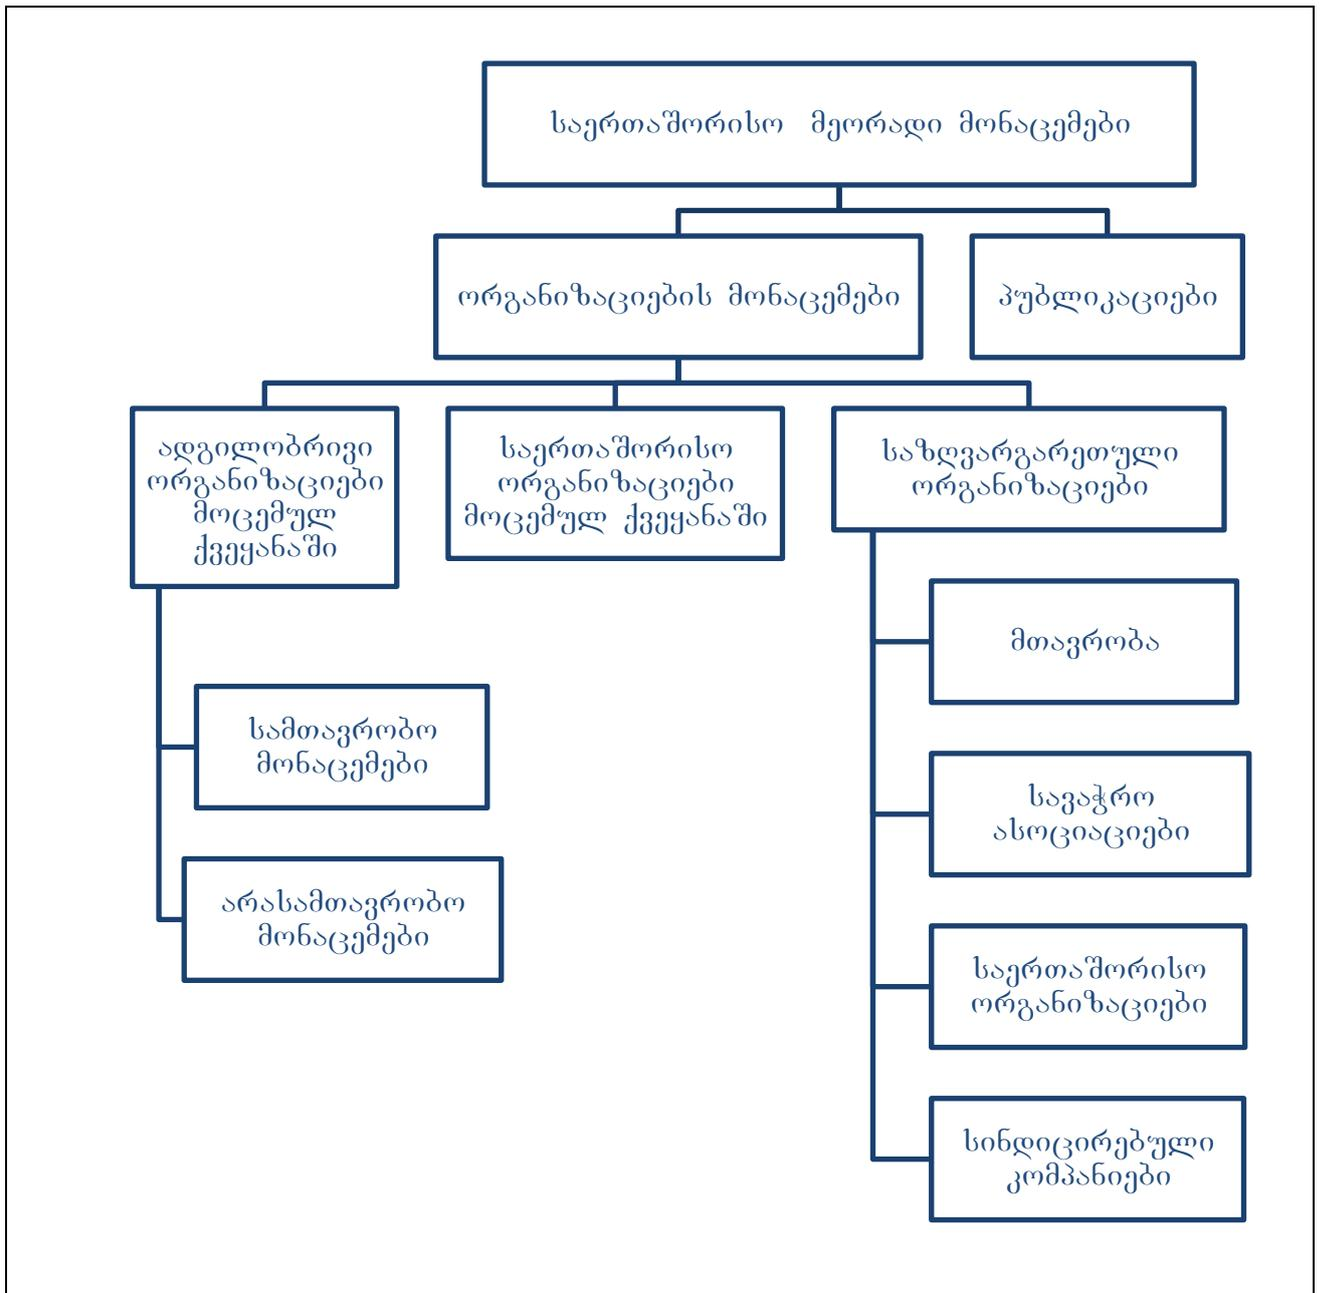 საერთაშორისო მეორადი მონაცემები
ორგანიზაციების მონაცემები
პუბლიკაციები
ადგილობრივი
ორგანიზაციები
მოცემულ
ქვეყანაში
საერთაშორისო
ორგანიზაციები
მოცემულ ქვეყანაში
საზღვარგარეთული
ორგანიზაციები
მთავრობა
სამთავრობო
მონაცემები
სავაჭრო
ასოციაციები
არასამთავრობო
მონაცემები
საერთაშორისო
ორგანიზაციები
სინდიცირებული
კომპანიები